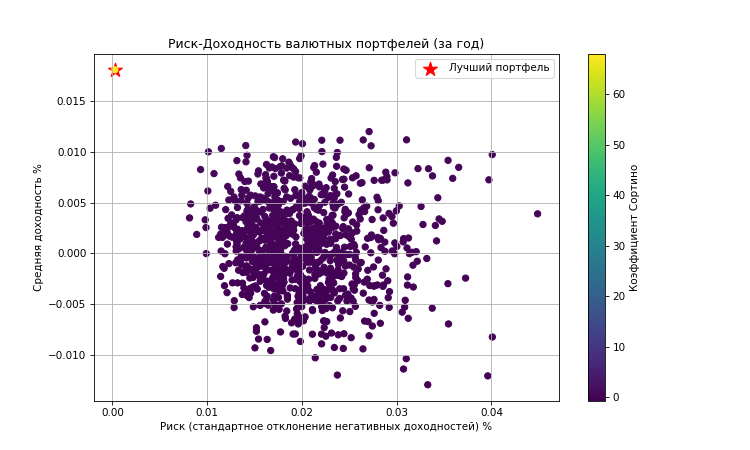 Риск-Доходность валютных портфелей (за год)
Лучший портфель
Средняя доходность %
0.015
0.010
0.005
0.000
−0.005
−0.010
0.00 0.01 0.02 0.03 0.04
Риск (стандартное отклонение негативных доходностей) %
60
50
40
30
20
10
0
Коэффициент Сортино